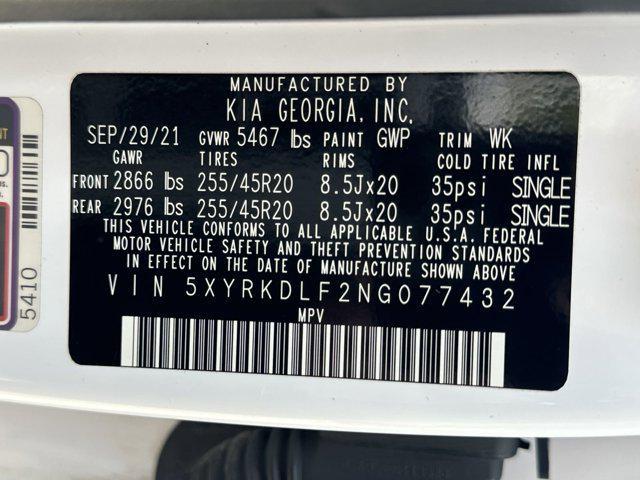 MANUFACTURED BY
KIA GEORGIA, INC.
SEP/29/21 GVWR 5467 lbs PAINT GWP TRIM WK
GAWR TIRES RIMS COLD TIRE INFL
FRONT 2866 lbs 255/45R20 8.5Jx20 35psi SINGLE
REAR 2976 lbs 255/45R20 8.5Jx20 35psi SINGLE
THIS VEHICLE CONFORMS TO ALL APPLICABLE U.S.A. FEDERAL
MOTOR VEHICLE SAFETY AND THEFT PREVENTION STANDARDS
IN EFFECT ON THE DATE OF MANUFACTURE SHOWN ABOVE
VIN 5XYRKDLF2NG077432
MPV
5410